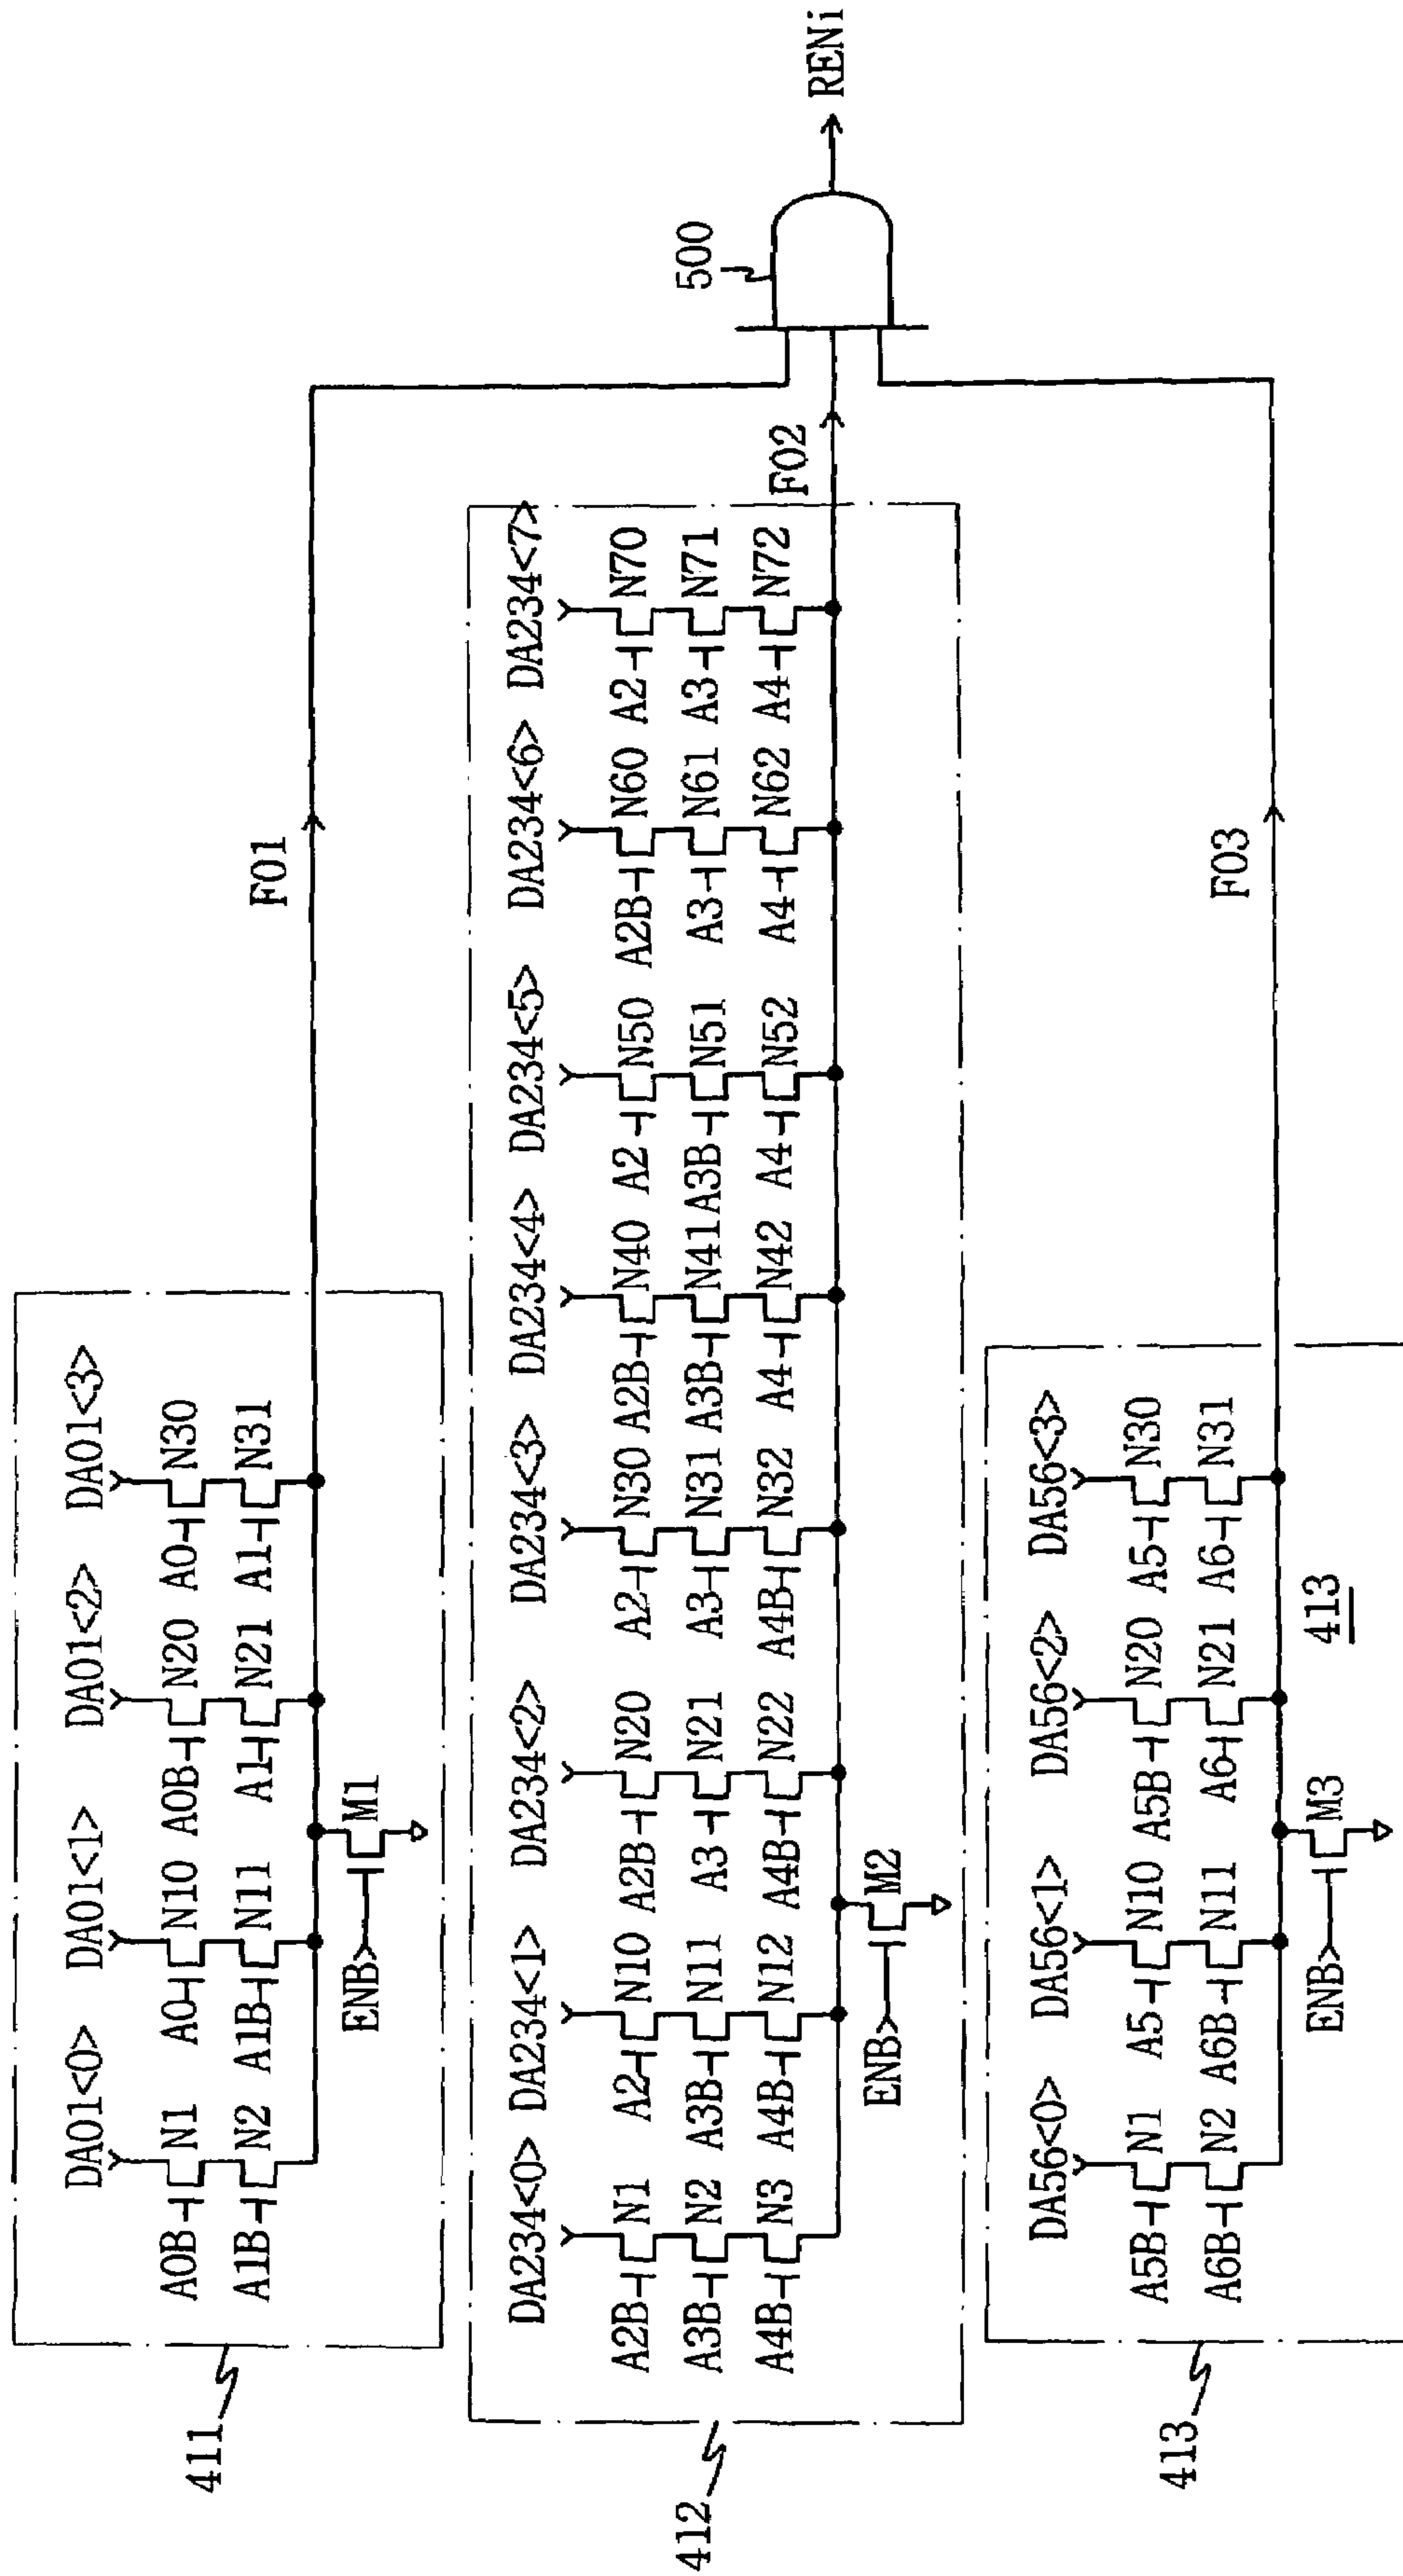 411
DA01<0> DA01<1> DA01<2> DA01<3>
A0B N1 A0 N10 A0B N20 A0 N30
A1B N2 A1B N11 A1 N21 A1 N31
ENB M1
F01
412
DA234<0> DA234<1> DA234<2> DA234<3> DA234<4> DA234<5> DA234<6> DA234<7>
A2B N1 A2 N10 A2B N20 A2 N30 A2B N40 A2 N50 A2B N60 A2 N70
A3B N2 A3B N11 A3 N21 A3 N31 A3B N41 A3B N51 A3 N61 A3 N71
A4B N3 A4B N12 A4B N22 A4B N32 A4 N42 A4 N52 A4 N62 A4 N72
ENB M2
F02
500
RENi
413
DA56<0> DA56<1> DA56<2> DA56<3>
A5B N1 A5 N10 A5B N20 A5 N30
A6B N2 A6B N11 A6 N21 A6 N31
ENB M3
413
F03